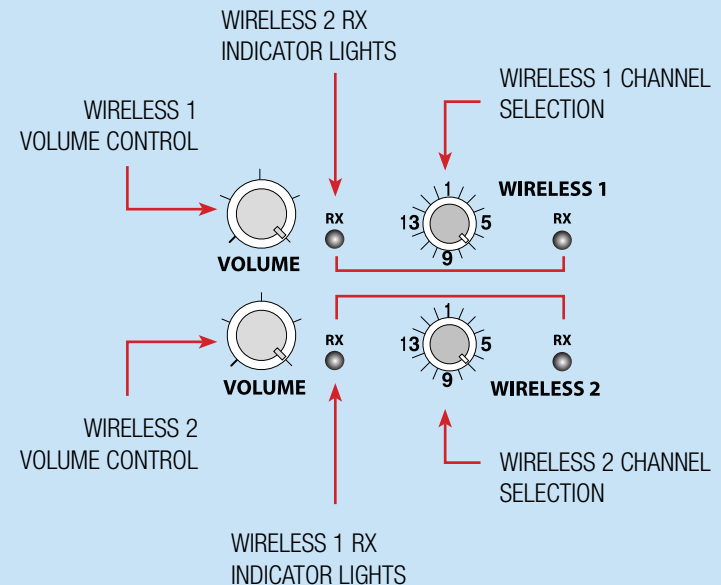 WIRELESS 2 RX
INDICATOR LIGHTS
WIRELESS 1 CHANNEL
SELECTION
WIRELESS 1
VOLUME CONTROL
1
WIRELESS 1
13
5
RX
RX
9
VOLUME
1
13
5
RX
RX
9
VOLUME
WIRELESS 2
WIRELESS 2
VOLUME CONTROL
WIRELESS 2 CHANNEL
SELECTION
WIRELESS 1 RX
INDICATOR LIGHTS